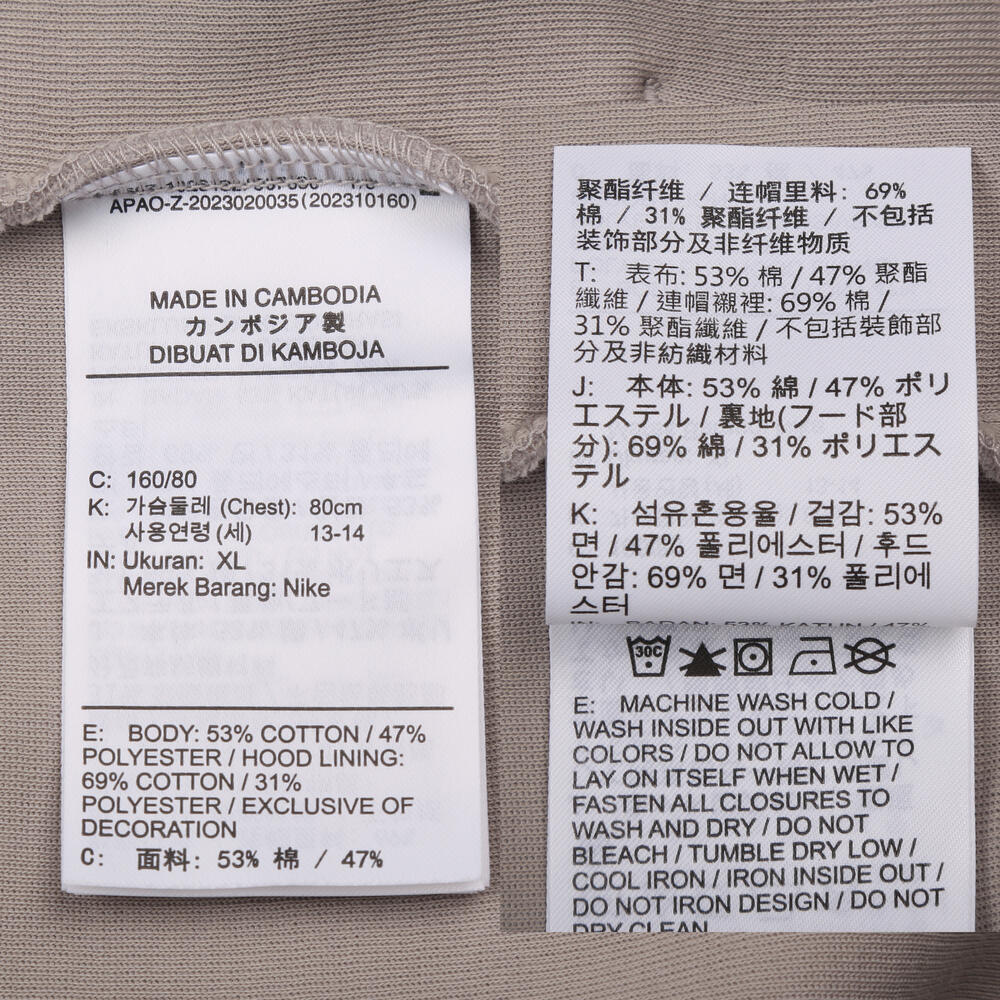 APAO-Z-2023020035 (202310160)
MADE IN CAMBODIA
カンボジア製
DIBUAT DI KAMBOJA
C: 160/80
K: 가슴둘레 (Chest): 80cm
사용연령 (세) 13-14
IN: Ukuran: XL
Merek Barang: Nike
E: BODY: 53% COTTON / 47%
POLYESTER / HOOD LINING:
69% COTTON / 31%
POLYESTER / EXCLUSIVE OF
DECORATION
C: 面料: 53% 棉 / 47%
聚酯纤维 / 连帽里料: 69%
棉 / 31% 聚酯纤维 / 不包括
装饰部分及非纤维物质
T: 表布: 53% 棉 / 47% 聚酯
纖維 / 連帽襯裡: 69% 棉 /
31% 聚酯纖維 / 不包括裝飾部
分及非紡織材料
J: 本体: 53% 綿 / 47% ポリ
エステル / 裏地(フード部
分): 69% 綿 / 31% ポリエス
テル
K: 섬유혼용율 / 겉감: 53%
면 / 47% 폴리에스터 / 후드
안감: 69% 면 / 31% 폴리에
스터
30C
E: MACHINE WASH COLD /
WASH INSIDE OUT WITH LIKE
COLORS / DO NOT ALLOW TO
LAY ON ITSELF WHEN WET /
FASTEN ALL CLOSURES TO
WASH AND DRY / DO NOT
BLEACH / TUMBLE DRY LOW /
COOL IRON / IRON INSIDE OUT /
DO NOT IRON DESIGN / DO NOT
DRY CLEAN